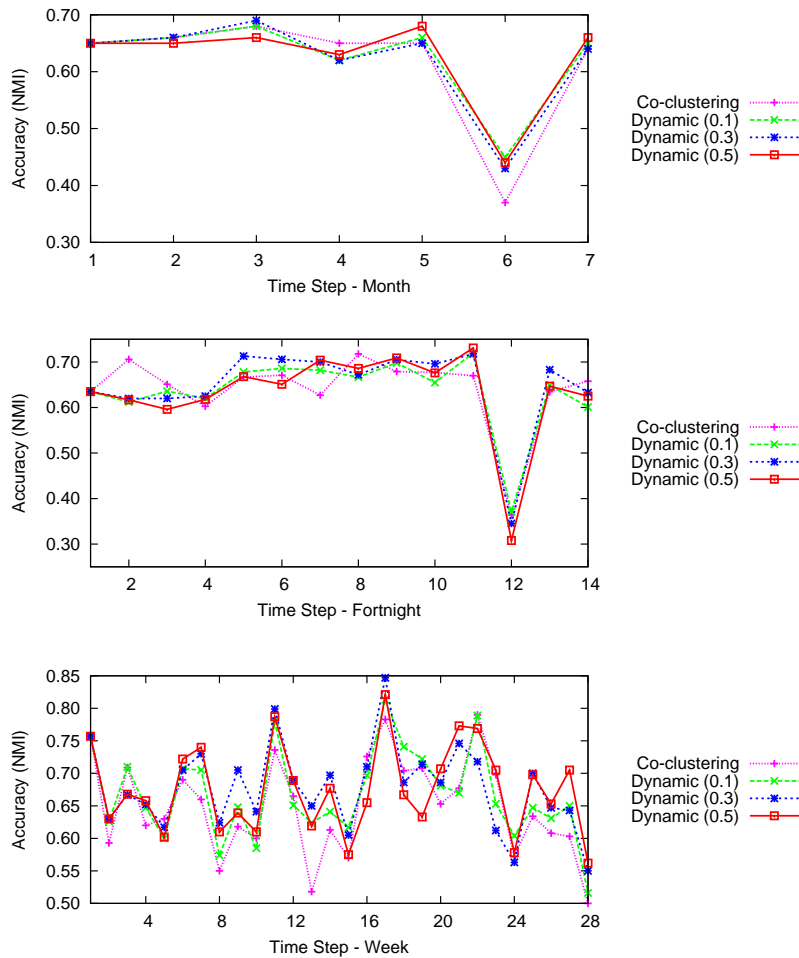 0.70
0.60
0.50
0.40
0.30
Accuracy (NMI)
1 2 3 4 5 6 7
Time Step - Month
Co-clustering
Dynamic (0.1)
Dynamic (0.3)
Dynamic (0.5)
0.70
0.60
0.50
0.40
0.30
Accuracy (NMI)
2 4 6 8 10 12 14
Time Step - Fortnight
Co-clustering
Dynamic (0.1)
Dynamic (0.3)
Dynamic (0.5)
0.85
0.80
0.75
0.70
0.65
0.60
0.55
0.50
Accuracy (NMI)
4 8 12 16 20 24 28
Time Step - Week
Co-clustering
Dynamic (0.1)
Dynamic (0.3)
Dynamic (0.5)